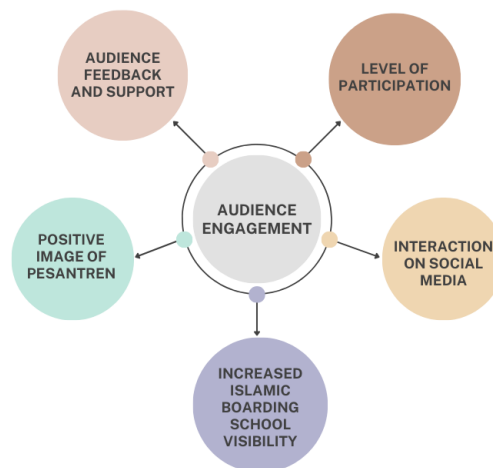 AUDIENCE
FEEDBACK
AND SUPPORT
LEVEL OF
PARTICIPATION
AUDIENCE
ENGAGEMENT
POSITIVE
IMAGE OF
PESANTREN
INTERACTION
ON SOCIAL
MEDIA
INCREASED
ISLAMIC
BOARDING
SCHOOL
VISIBILITY